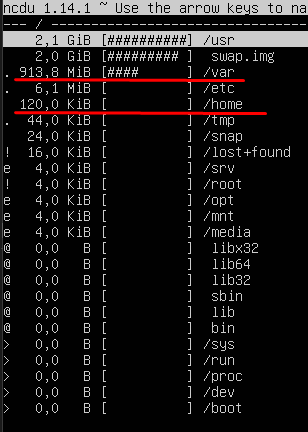 ncdu 1.14.1 ~ Use the arrow keys to na
--- / ---
2,1 GiB [##########] /usr
2,0 GiB [######### ]  swap.img
. 913,8 MiB [####      ] /var
6,1 MiB [          ] /etc
120,0 KiB [          ] /home
. 44,0 KiB [          ] /tmp
24,0 KiB [          ] /snap
! 16,0 KiB [          ] /lost+found
e 4,0 KiB [          ] /srv
! 4,0 KiB [          ] /root
e 4,0 KiB [          ] /opt
e 4,0 KiB [          ] /mnt
e 4,0 KiB [          ] /media
@ 0,0 B [          ]  libx32
@ 0,0 B [          ]  lib64
@ 0,0 B [          ]  lib32
@ 0,0 B [          ]  sbin
@ 0,0 B [          ]  lib
@ 0,0 B [          ]  bin
> 0,0 B [          ] /sys
> 0,0 B [          ] /run
> 0,0 B [          ] /proc
> 0,0 B [          ] /dev
> 0,0 B [          ] /boot